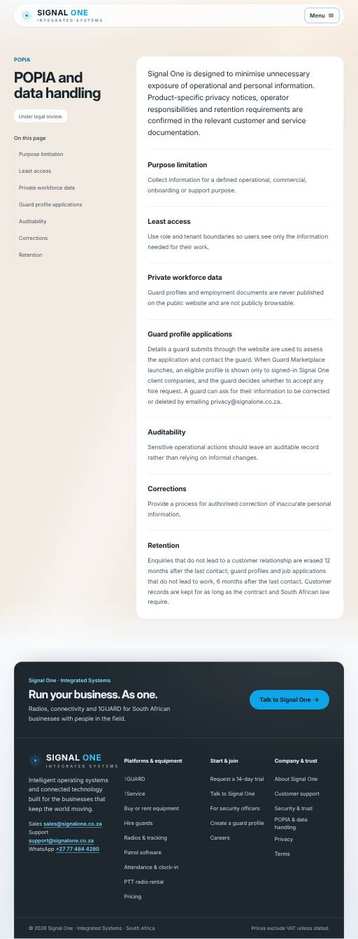 SIGNAL ONE
INTEGRATED SYSTEMS
Menu
POPIA
POPIA and
data handling
Under legal review
On this page
Purpose limitation
Least access
Private workforce data
Guard profile applications
Auditability
Corrections
Retention
Signal One is designed to minimise unnecessary
exposure of operational and personal information.
Product-specific privacy notices, operator
responsibilities and retention requirements are
confirmed in the relevant customer and service
documentation.
Purpose limitation
Collect information for a defined operational, commercial,
onboarding or support purpose.
Least access
Use role and tenant boundaries so users see only the information
needed for their work.
Private workforce data
Guard profiles and employment documents are never published
on the public website and are not publicly browsable.
Guard profile applications
Details a guard submits through the website are used to assess
the application and contact the guard. When Guard Marketplace
launches, an eligible profile is shown only to signed-in Signal One
client companies, and the guard decides whether to accept any
hire request. A guard can ask for their information to be corrected
or deleted by emailing privacy@signalone.co.za.
Auditability
Sensitive operational actions should leave an auditable record
rather than relying on informal changes.
Corrections
Provide a process for authorised correction of inaccurate personal
information.
Retention
Enquiries that do not lead to a customer relationship are erased 12
months after the last contact, guard profiles and job applications
that do not lead to work, 6 months after the last contact. Customer
records are kept for as long as the contract and South African law
require.
Signal One · Integrated Systems
Run your business. As one.
Radios, connectivity and 1GUARD for South African
businesses with people in the field.
Talk to Signal One →
SIGNAL ONE
INTEGRATED SYSTEMS
Intelligent operating systems
and connected technology
built for the businesses that
keep the world moving.
Sales sales@signalone.co.za
Support
support@signalone.co.za
WhatsApp +27 77 484 4280
Platforms & equipment
1GUARD
1Service
Buy or rent equipment
Hire guards
Radios & tracking
Patrol software
Attendance & clock-in
PTT radio rental
Pricing
Start & join
Request a 14-day trial
Talk to Signal One
For security officers
Create a guard profile
Careers
Company & trust
About Signal One
Customer support
Security & trust
POPIA & data
handling
Privacy
Terms
© 2026 Signal One · Integrated Systems · South Africa
Prices exclude VAT unless stated.